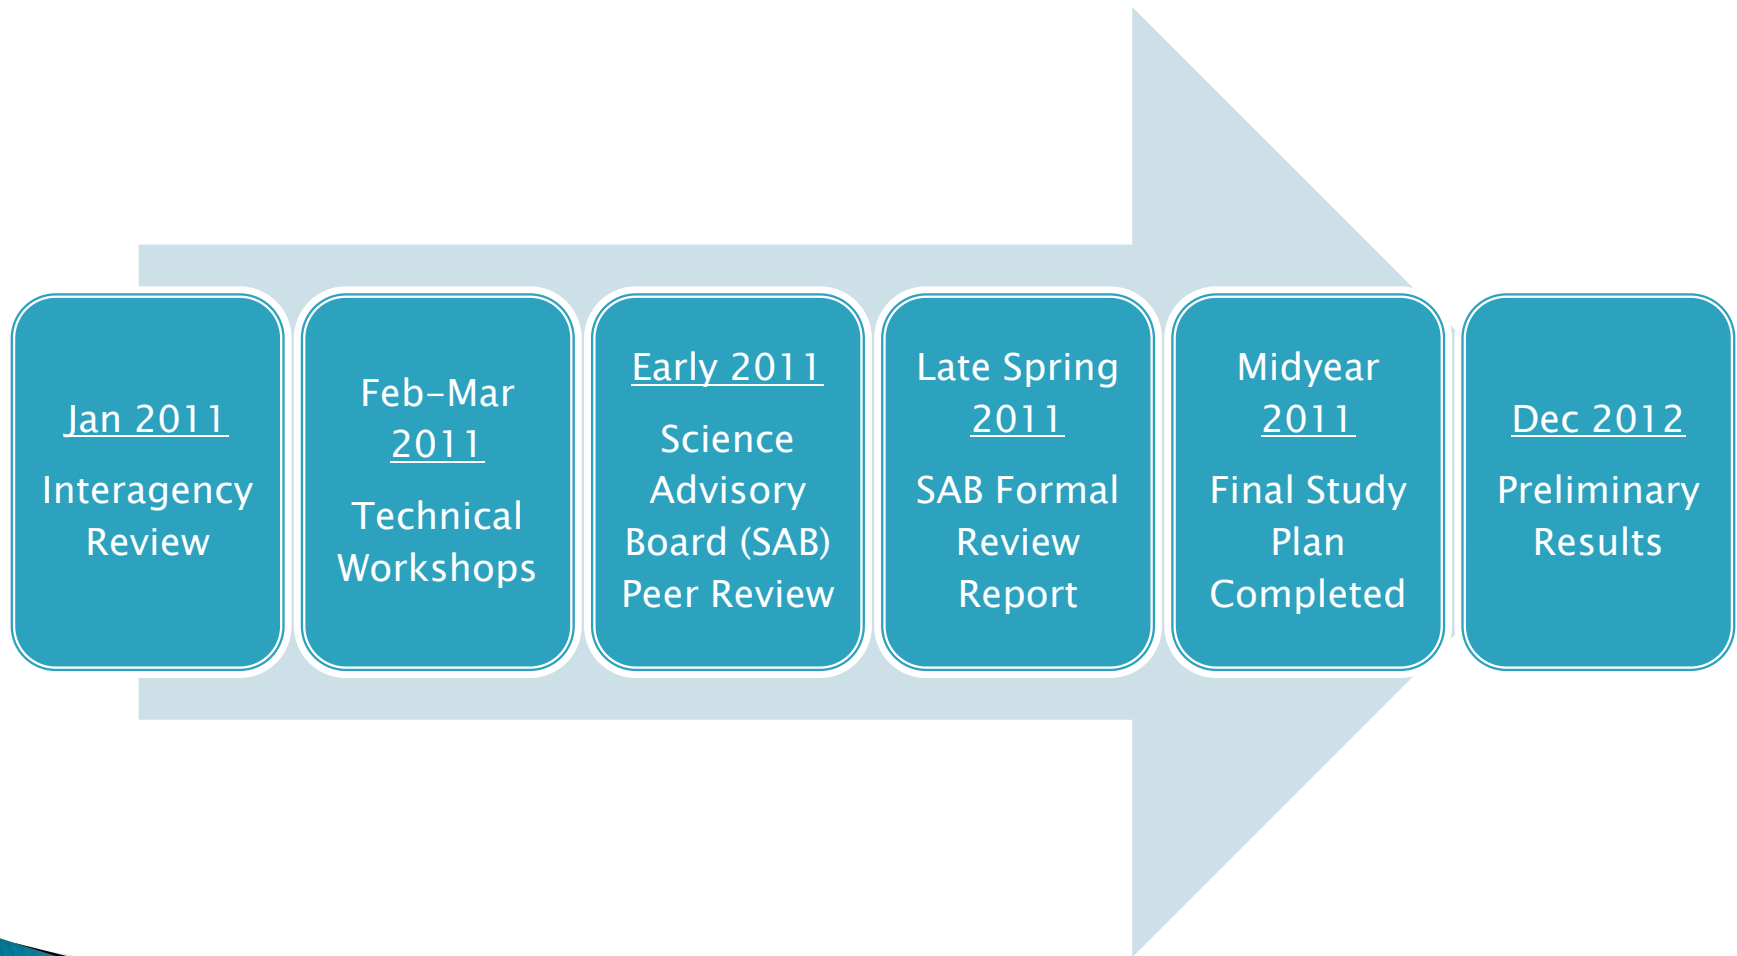 Jan 2011
Interagency
Review
Feb-Mar
2011
Technical
Workshops
Early 2011
Science
Advisory
Board (SAB)
Peer Review
Late Spring
2011
SAB Formal
Review
Report
Midyear
2011
Final Study
Plan
Completed
Dec 2012
Preliminary
Results